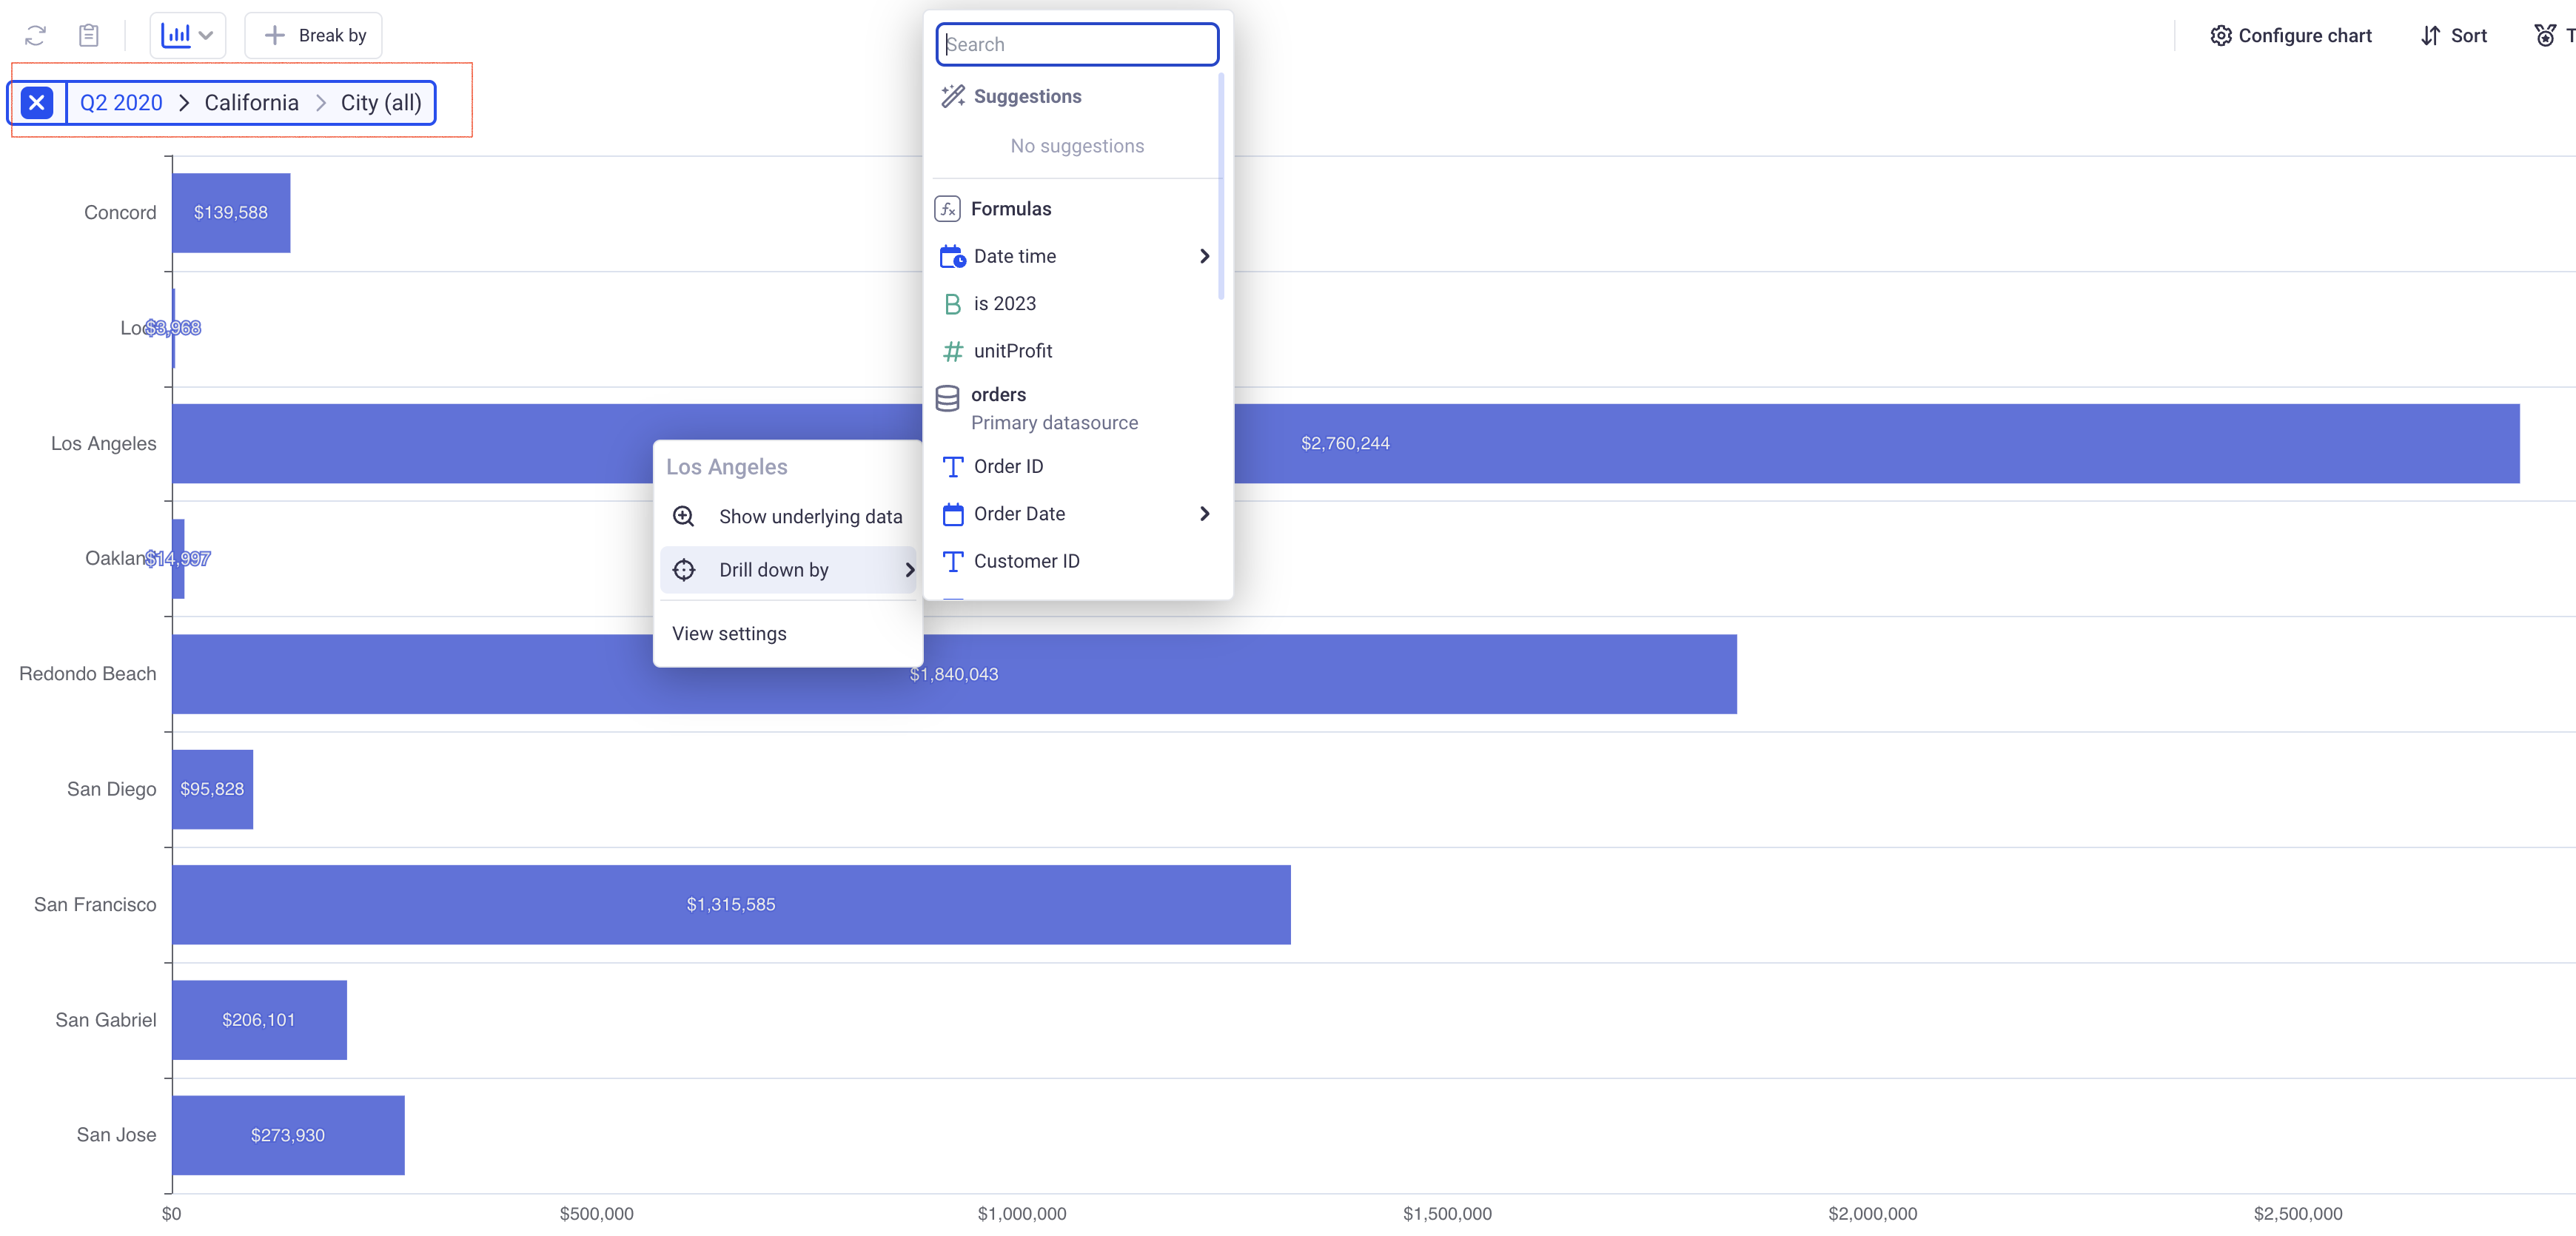 Break by
Configure chart
Sort
Q2 2020 > California > City (all)
Search
Suggestions
No suggestions
Formulas
Date time
is 2023
unitProfit
orders
Primary datasource
Order ID
Order Date
Customer ID
Los Angeles
Show underlying data
Drill down by
View settings
Concord $139,588
$3,968
Los Angeles $2,760,244
$14,997
Redondo Beach $1,840,043
San Diego $95,828
San Francisco $1,315,585
San Gabriel $206,101
San Jose $273,930
$0 $500,000 $1,000,000 $1,500,000 $2,000,000 $2,500,000